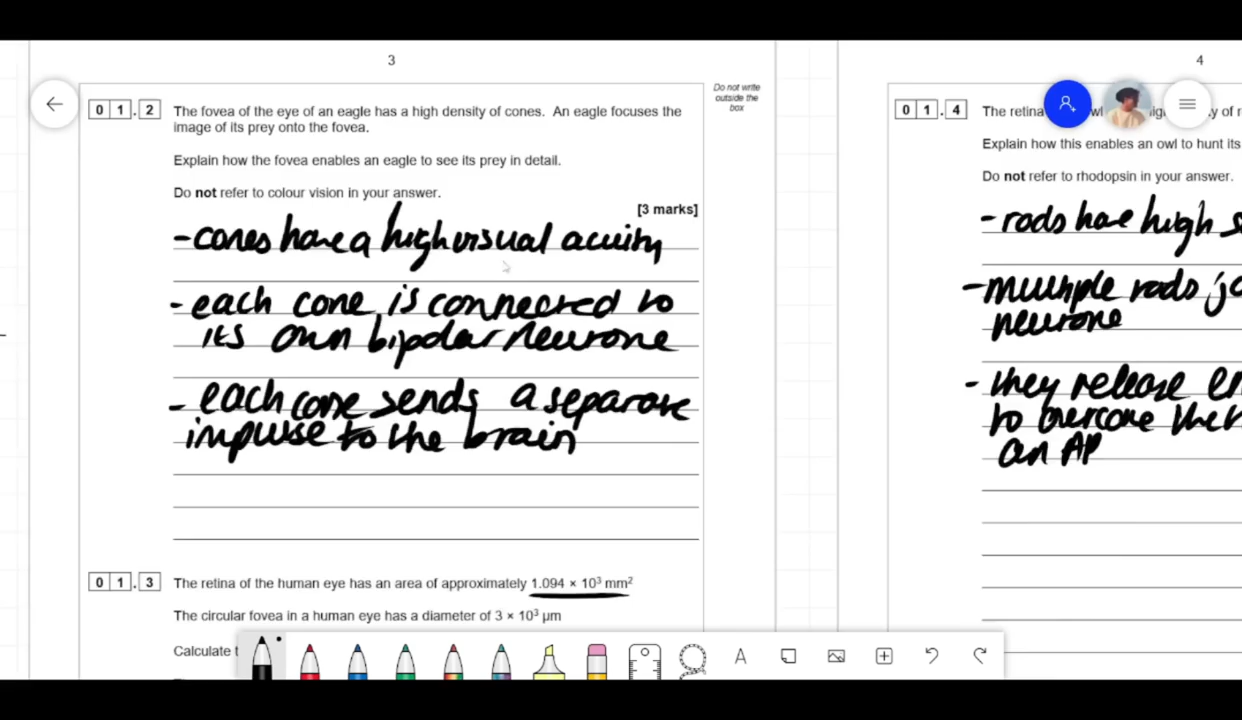 3
Do not write
outside the
box
0 1 . 2 The fovea of the eye of an eagle has a high density of cones. An eagle focuses the
image of its prey onto the fovea.
Explain how the fovea enables an eagle to see its prey in detail.
Do not refer to colour vision in your answer.
[3 marks]
- cones have a high visual acuity
- each cone is connected to
its own bipolar neurone
- each cone sends a separate
impulse to the brain
0 1 . 3 The retina of the human eye has an area of approximately 1.094 × 10³ mm²
The circular fovea in a human eye has a diameter of 3 × 10³ µm
Calculate
4
0 1 . 4 The retina
Explain how this enables an owl to hunt its
Do not refer to rhodopsin in your answer.
- rods have high
- multiple rods
neurone
- they release
to overcome
an AP
A